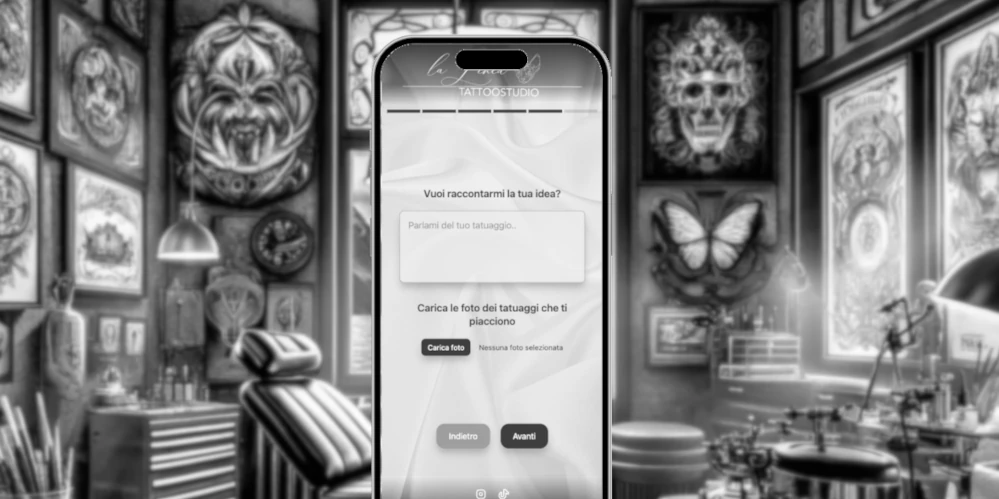 TATTOOSTUDIO
Vuoi raccontarmi la tua idea?
Parlami del tuo tatuaggio..
Carica le foto dei tatuaggi che ti
piacciono
Carica foto Nessuna foto selezionata
Indietro Avanti